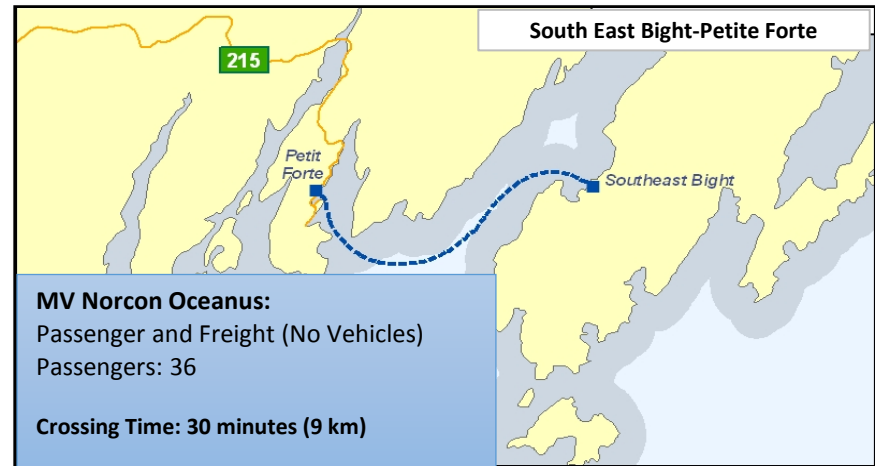 South East Bight-Petite Forte
215
Petit
Forte
Southeast Bight
MV Norcon Oceanus:
Passenger and Freight (No Vehicles)
Passengers: 36
Crossing Time: 30 minutes (9 km)